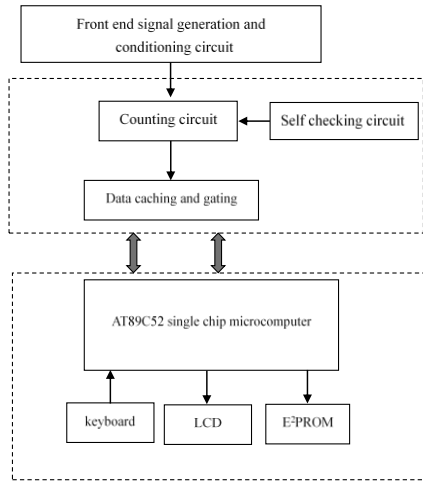 Front end signal generation and
conditioning circuit
Counting circuit
Self checking circuit
Data caching and gating
AT89C52 single chip microcomputer
keyboard
LCD
E²PROM